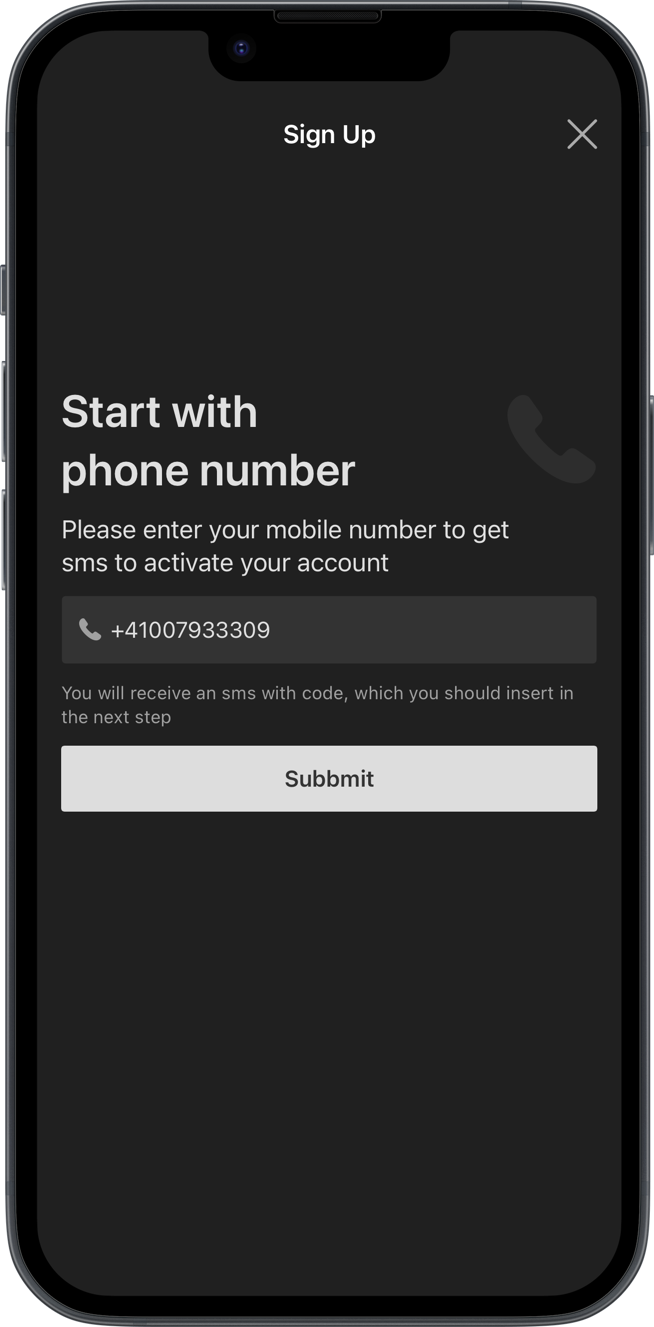 Sign Up
Start with
phone number
Please enter your mobile number to get
sms to activate your account
+41007933309
You will receive an sms with code, which you should insert in
the next step
Subbmit